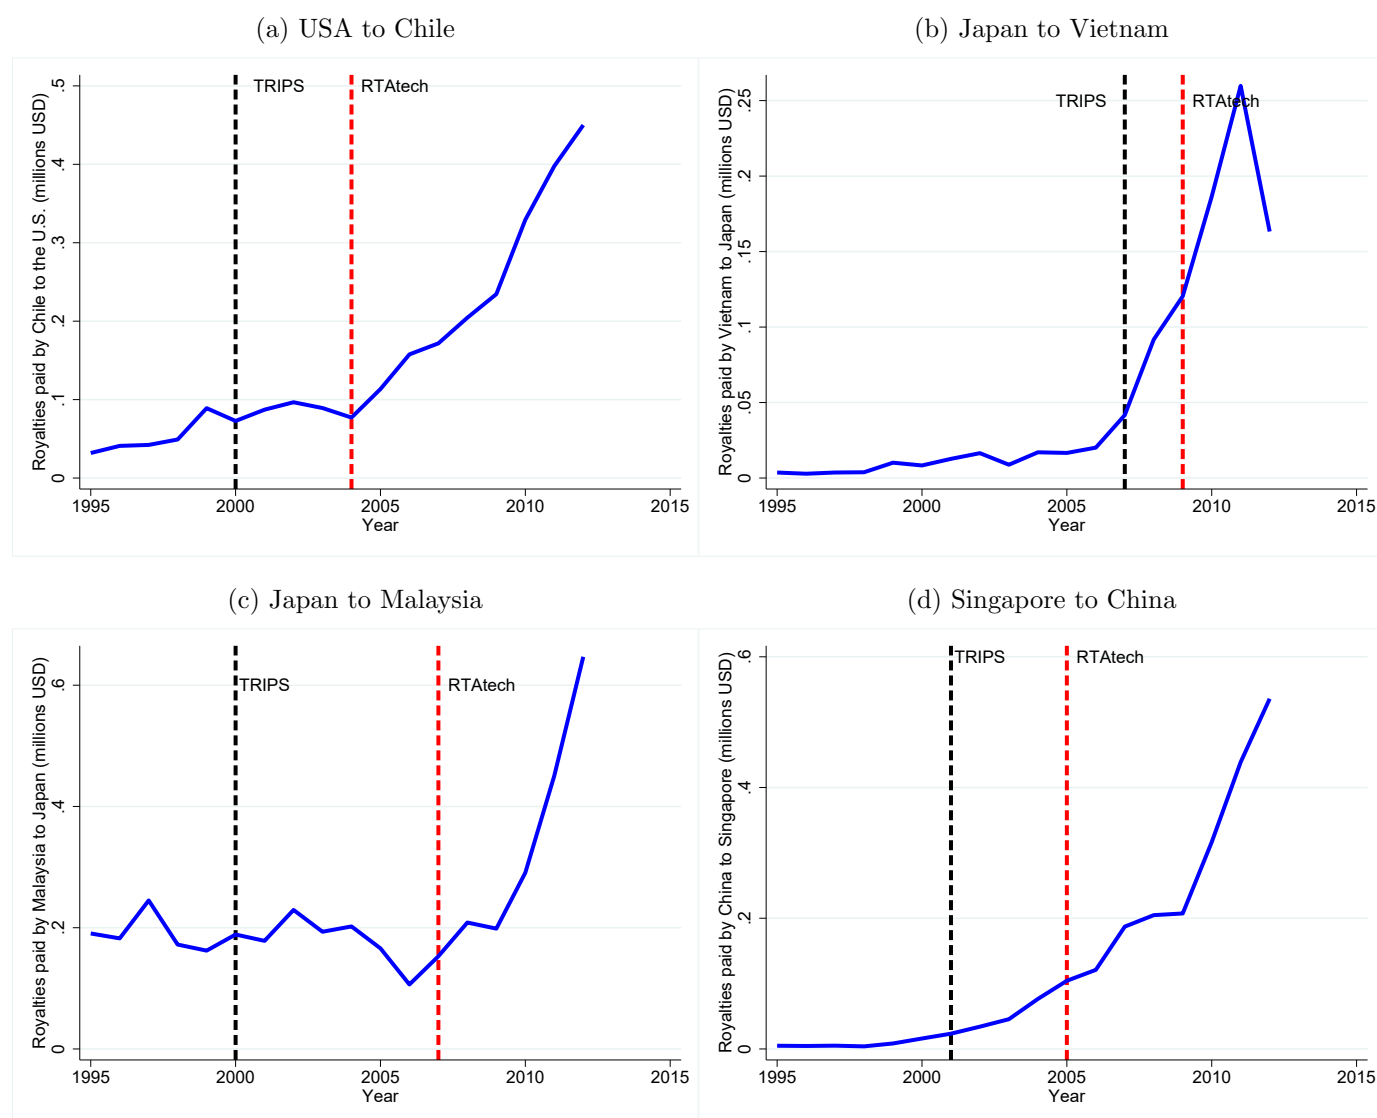 (a) USA to Chile
Royalties paid by Chile to the U.S. (millions USD)
.5
.4
.3
.2
.1
0
TRIPS
RTAtech
1995
2000
2005
2010
2015
Year
(b) Japan to Vietnam
Royalties paid by Vietnam to Japan (millions USD)
.25
.2
.15
.1
.05
0
TRIPS
RTAtech
1995
2000
2005
2010
2015
Year
(c) Japan to Malaysia
Royalties paid by Malaysia to Japan (millions USD)
.6
.4
.2
0
TRIPS
RTAtech
1995
2000
2005
2010
2015
Year
(d) Singapore to China
Royalties paid by China to Singapore (millions USD)
.6
.4
.2
0
TRIPS
RTAtech
1995
2000
2005
2010
2015
Year